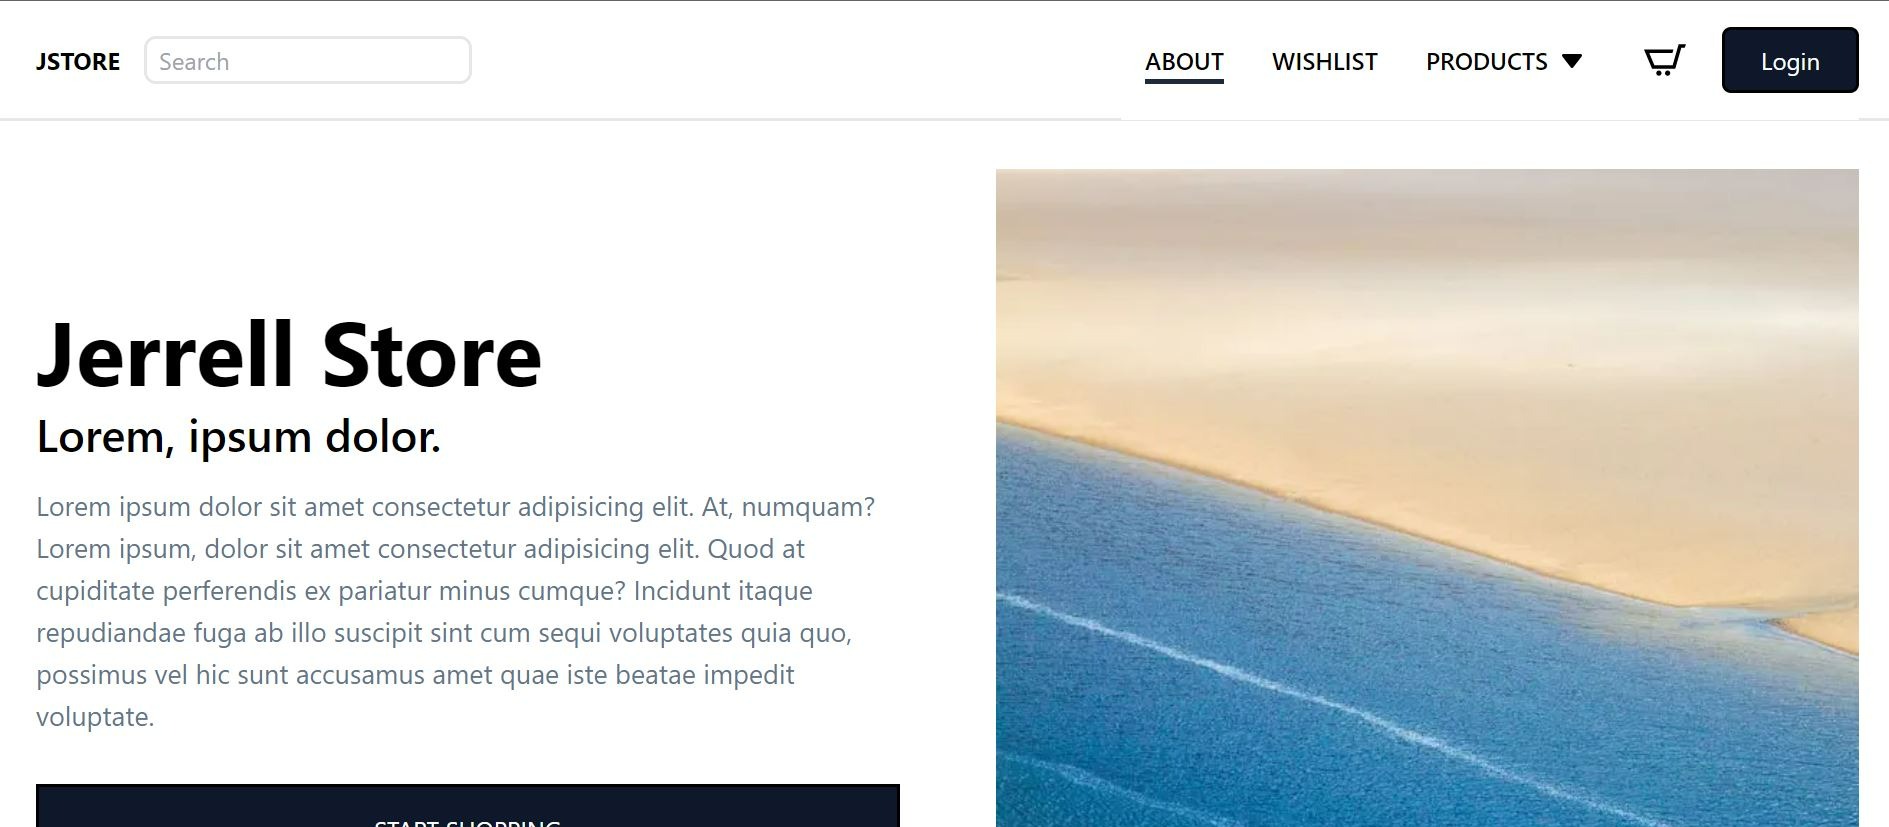 JSTORE Search ABOUT WISHLIST PRODUCTS Login
Jerrell Store
Lorem, ipsum dolor.
Lorem ipsum dolor sit amet consectetur adipisicing elit. At, numquam?
Lorem ipsum, dolor sit amet consectetur adipisicing elit. Quod at
cupiditate perferendis ex pariatur minus cumque? Incidunt itaque
repudiandae fuga ab illo suscipit sint cum sequi voluptates quia quo,
possimus vel hic sunt accusamus amet quae iste beatae impedit
voluptate.
START SHOPPING